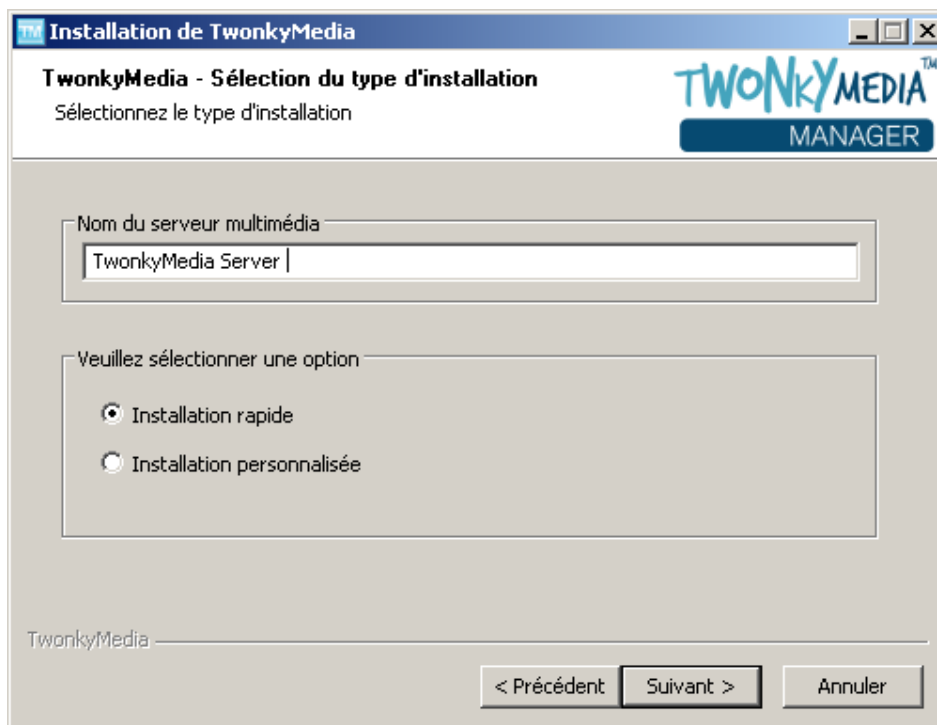 TM Installation de TwonkyMedia
TwonkyMedia - Sélection du type d'installation
Sélectionnez le type d'installation
TWONKYMEDIA™
MANAGER
Nom du serveur multimédia
TwonkyMedia Server
Veuillez sélectionner une option
Installation rapide
Installation personnalisée
TwonkyMedia
< Précédent Suivant > Annuler